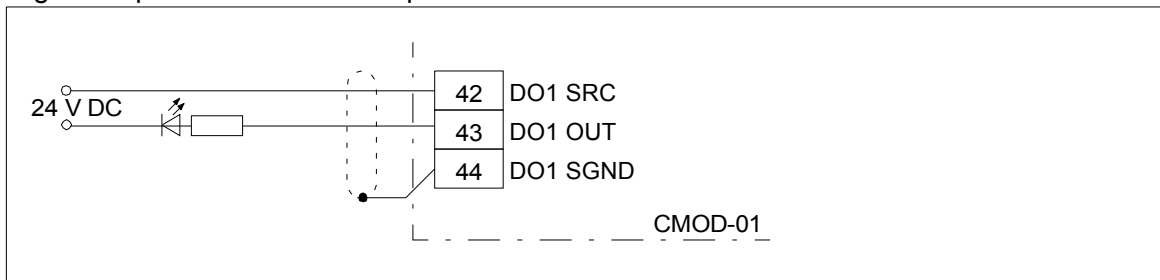 24 V DC
42 DO1 SRC
43 DO1 OUT
44 DO1 SGND
CMOD-01